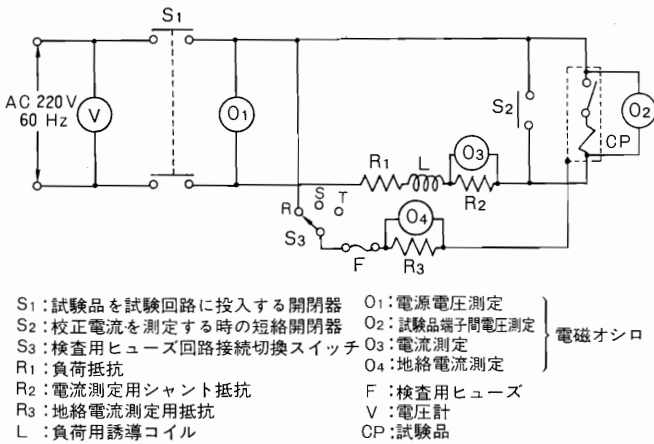 S1
AC 220V
60 Hz
V
O1
S2
O2
CP
R1
L
O3
R2
S
T
R
S3
O4
F
R3
S1:試験品を試験回路に投入する開閉器
S2:校正電流を測定する時の短絡開閉器
S3:検査用ヒューズ回路接続切換スイッチ
R1:負荷抵抗
R2:電流測定用シャント抵抗
R3:地絡電流測定用抵抗
L :負荷用誘導コイル
O1:電源電圧測定
O2:試験品端子間電圧測定
O3:電流測定
O4:地絡電流測定
電磁オシロ
F :検査用ヒューズ
V :電圧計
CP:試験品